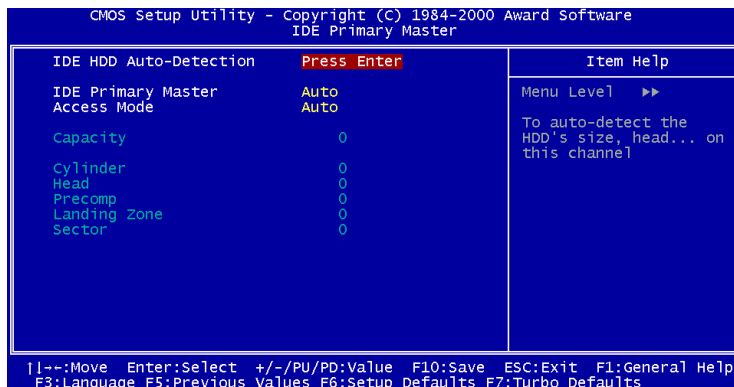 CMOS Setup Utility - Copyright (C) 1984-2000 Award Software
IDE Primary Master
IDE HDD Auto-Detection Press Enter
IDE Primary Master Auto
Access Mode Auto
Capacity 0
Cylinder 0
Head 0
Precomp 0
Landing Zone 0
Sector 0
Item Help
Menu Level ▶▶
To auto-detect the
HDD's size, head... on
this channel
↑↓→←:Move Enter:Select +/-/PU/PD:Value F10:Save ESC:Exit F1:General Help
F3:Language F5:Previous Values F6:Setup Defaults F7:Turbo Defaults